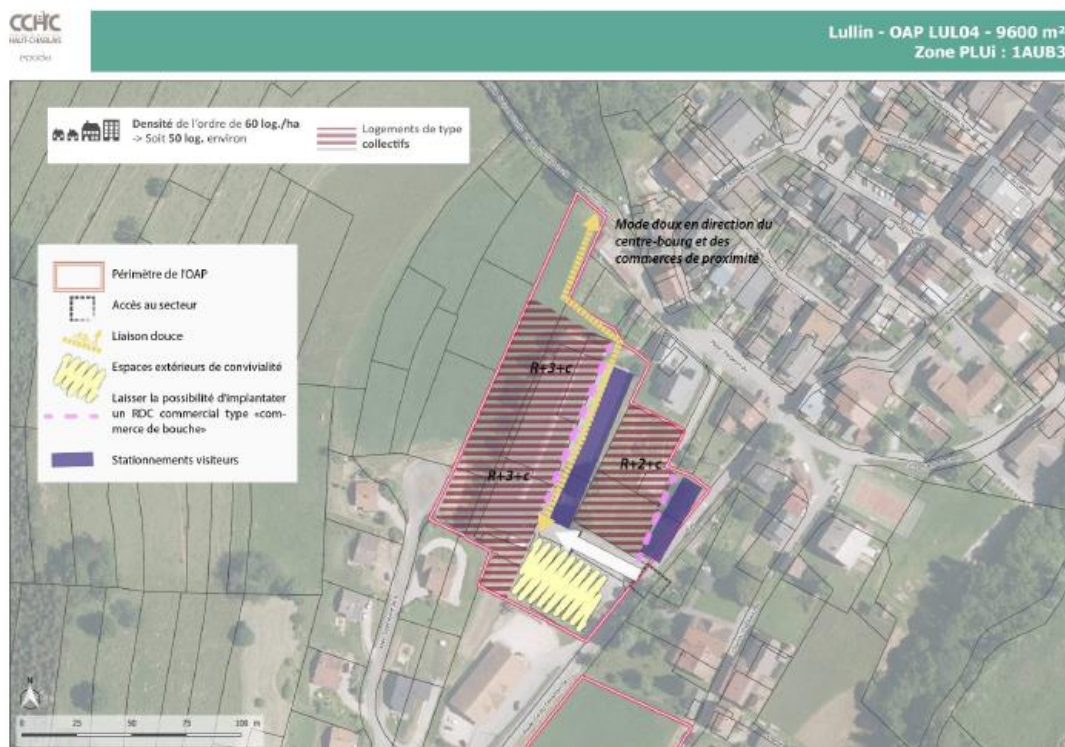 CCHC
HAUT-CHABLAIS
epode
Lullin - OAP LUL04 - 9600 m²
Zone PLUi : 1AUB3
Densité de l'ordre de 60 log./ha
-> Soit 50 log. environ
Logements de type
collectifs
Mode doux en direction du
centre-bourg et des
commerces de proximité
Périmètre de l'OAP
Accès au secteur
Liaison douce
Espaces extérieurs de convivialité
Laisser la possibilité d'implantater
un RDC commercial type «com-
merce de bouche»
Stationnements visiteurs
R+3+c
R+3+c
R+2+c
N
0 25 50 75 100 m